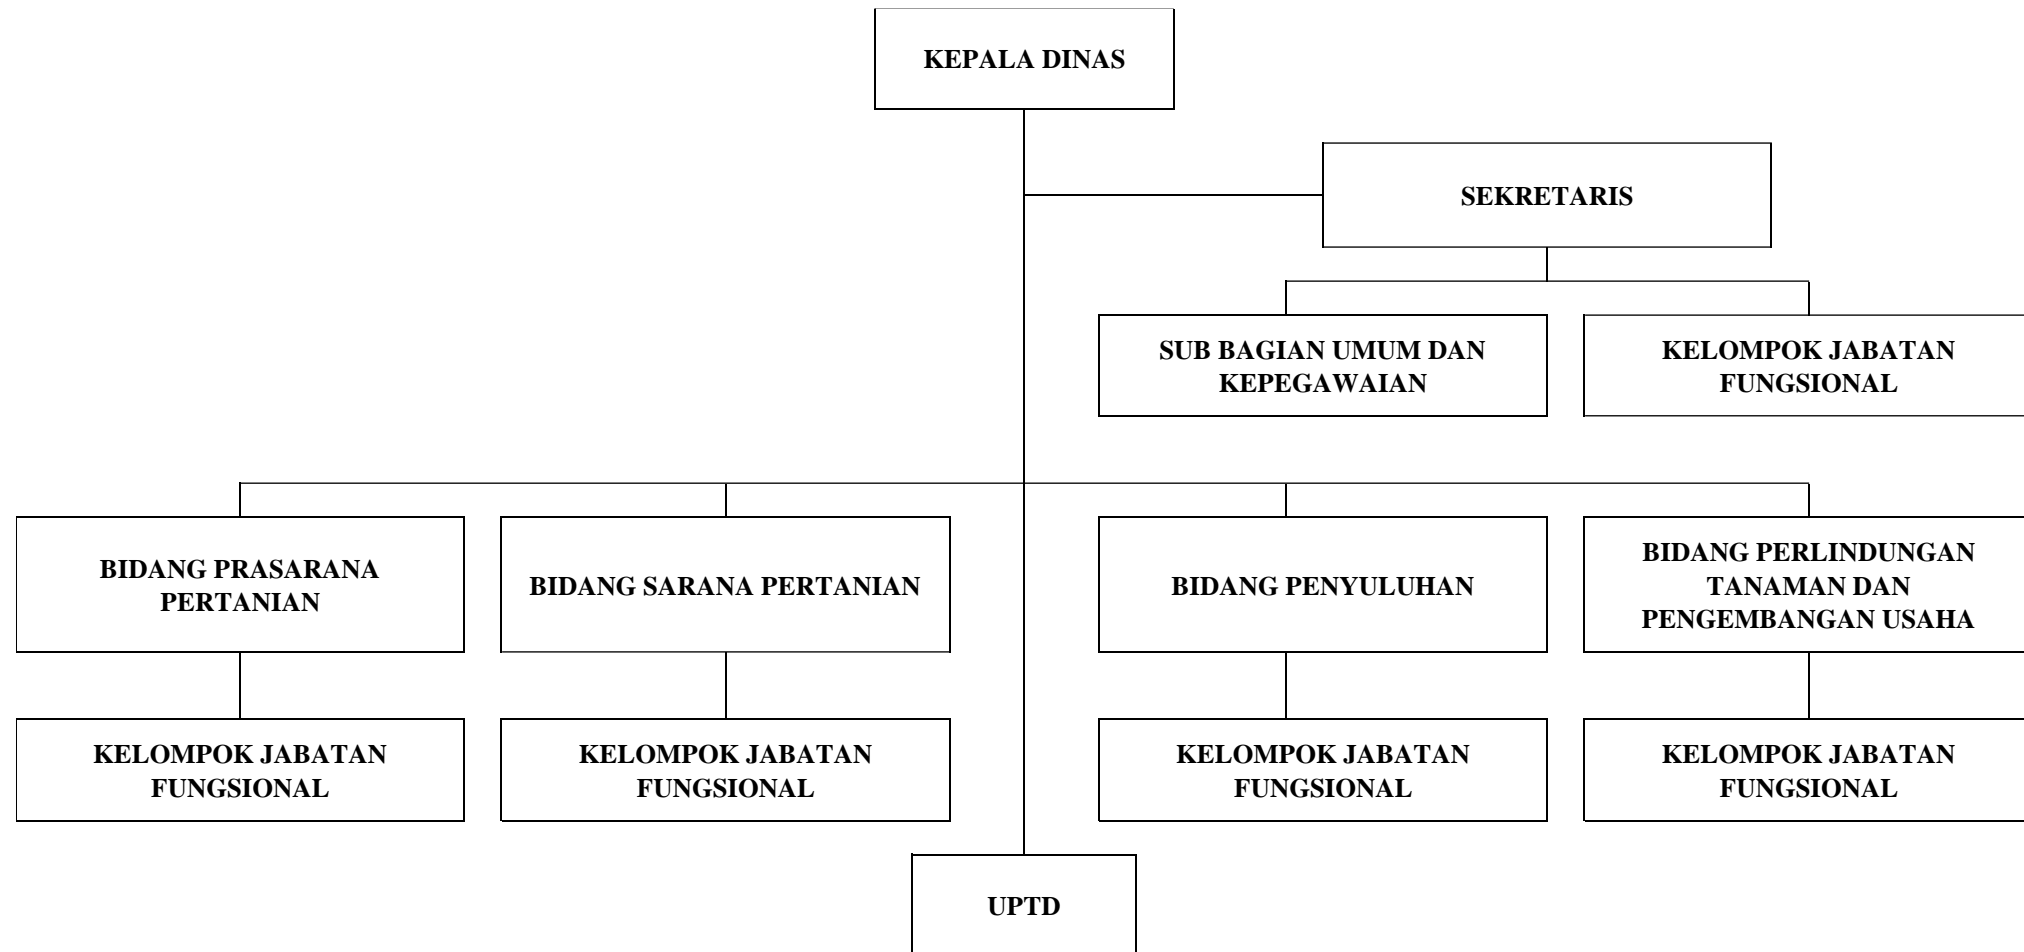 KEPALA DINAS
SEKRETARIS
SUB BAGIAN UMUM DAN
KEPEGAWAIAN
KELOMPOK JABATAN
FUNGSIONAL
BIDANG PRASARANA
PERTANIAN
BIDANG SARANA PERTANIAN
BIDANG PENYULUHAN
BIDANG PERLINDUNGAN
TANAMAN DAN
PENGEMBANGAN USAHA
KELOMPOK JABATAN
FUNGSIONAL
KELOMPOK JABATAN
FUNGSIONAL
KELOMPOK JABATAN
FUNGSIONAL
KELOMPOK JABATAN
FUNGSIONAL
UPTD